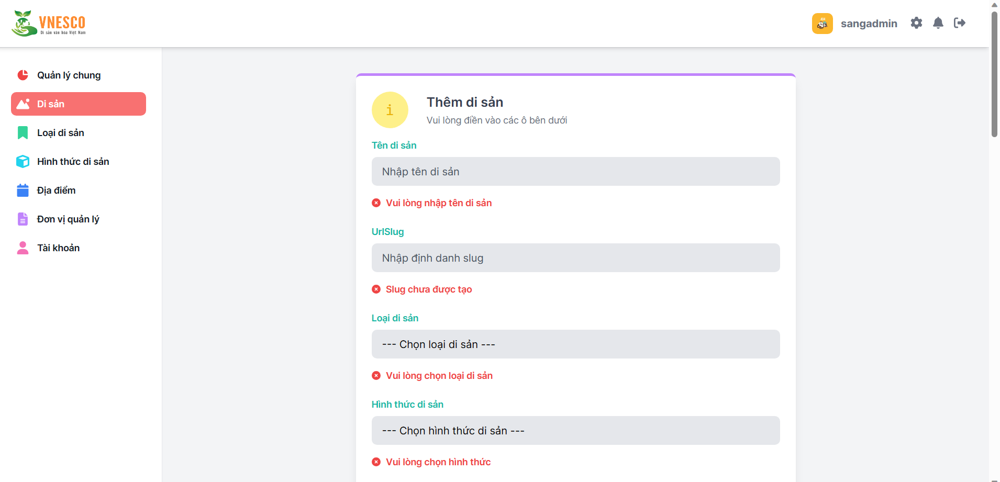 VNESCO
Di sản văn hóa Việt Nam
sangadmin
Quản lý chung
Di sản
Loại di sản
Hình thức di sản
Địa điểm
Đơn vị quản lý
Tài khoản
i
Thêm di sản
Vui lòng điền vào các ô bên dưới
Tên di sản
Nhập tên di sản
Vui lòng nhập tên di sản
UrlSlug
Nhập định danh slug
Slug chưa được tạo
Loại di sản
--- Chọn loại di sản ---
Vui lòng chọn loại di sản
Hình thức di sản
--- Chọn hình thức di sản ---
Vui lòng chọn hình thức